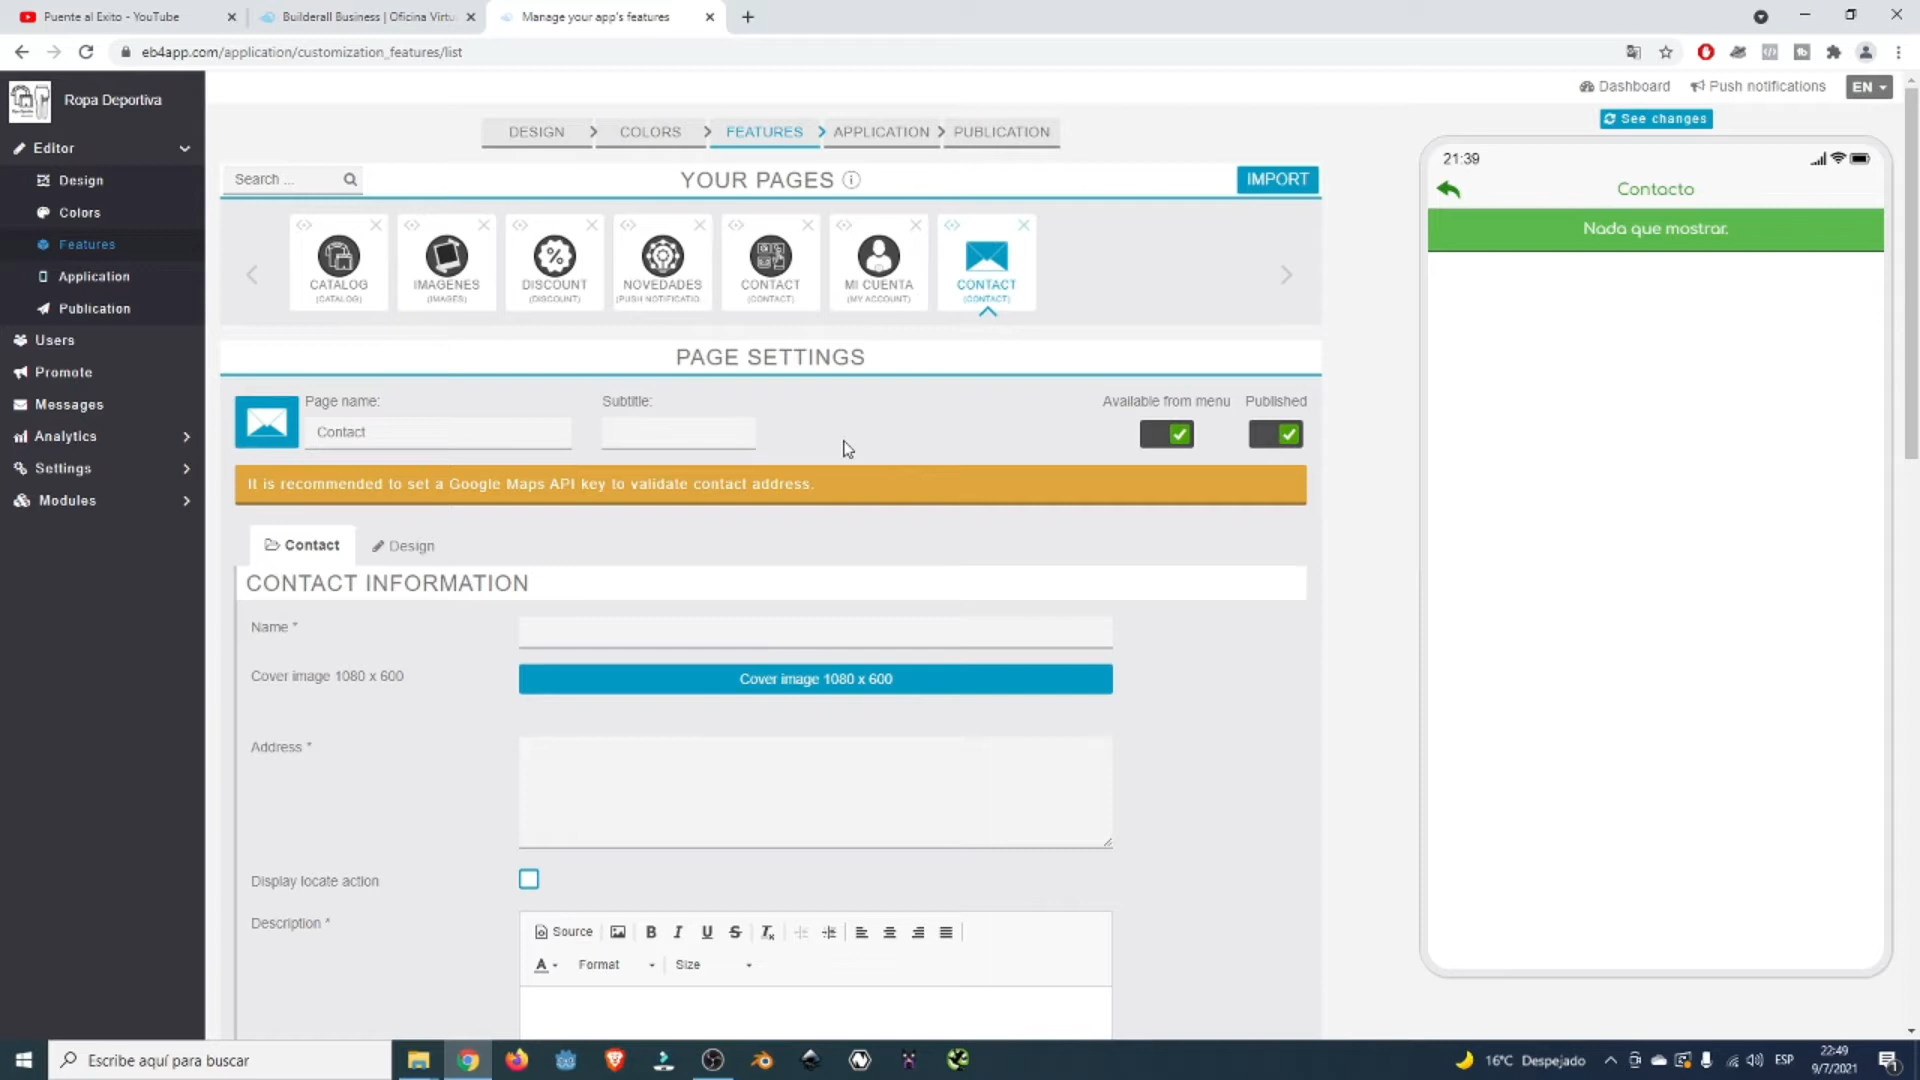 Puente al Exito - YouTube
Builderall Business | Oficina Virtu
Manage your app's features
eb4app.com/application/customization_features/list
Ropa Deportiva
Dashboard
Push notifications
EN
Editor
Design
Colors
Features
Application
Publication
Users
Promote
Messages
Analytics
Settings
Modules
DESIGN
COLORS
FEATURES
APPLICATION
PUBLICATION
See changes
Search ...
YOUR PAGES
IMPORT
CATALOG
(CATALOG)
IMAGENES
(IMAGES)
DISCOUNT
(DISCOUNT)
NOVEDADES
(PUSH NOTIFICATIO...
CONTACT
(CONTACT)
MI CUENTA
(MY ACCOUNT)
CONTACT
(CONTACT)
PAGE SETTINGS
Page name:
Contact
Subtitle:
Available from menu
Published
It is recommended to set a Google Maps API key to validate contact address.
Contact
Design
CONTACT INFORMATION
Name *
Cover image 1080 x 600
Cover image 1080 x 600
Address *
Display locate action
Description *
Source
B I U S
Format
Size
21:39
Contacto
Nada que mostrar.
Escribe aquí para buscar
16°C Despejado
ESP
22:49
9/7/2021